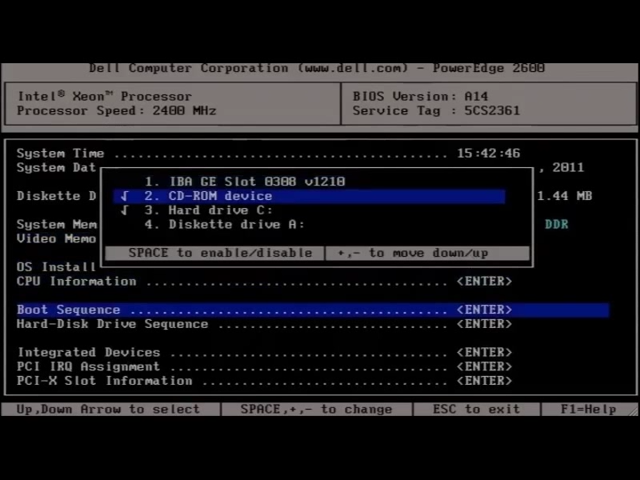 Dell Computer Corporation (www.dell.com) - PowerEdge 2600
Intel® Xeon™ Processor
Processor Speed: 2400 MHz
BIOS Version: A14
Service Tag : 5CS2361
System Time ........................................... 15:42:46
System Dat , 2011
1. IBA GE Slot 0308 v1210
√ 2. CD-ROM device
√ 3. Hard drive C:
4. Diskette drive A:
SPACE to enable/disable +,- to move down/up
Diskette D 1.44 MB
System Mem DDR
Video Memo
OS Install
CPU Information ........................................ <ENTER>
Boot Sequence .......................................... <ENTER>
Hard-Disk Drive Sequence ............................... <ENTER>
Integrated Devices ..................................... <ENTER>
PCI IRQ Assignment ..................................... <ENTER>
PCI-X Slot Information ................................. <ENTER>
Up,Down Arrow to select SPACE,+,- to change ESC to exit F1=Help